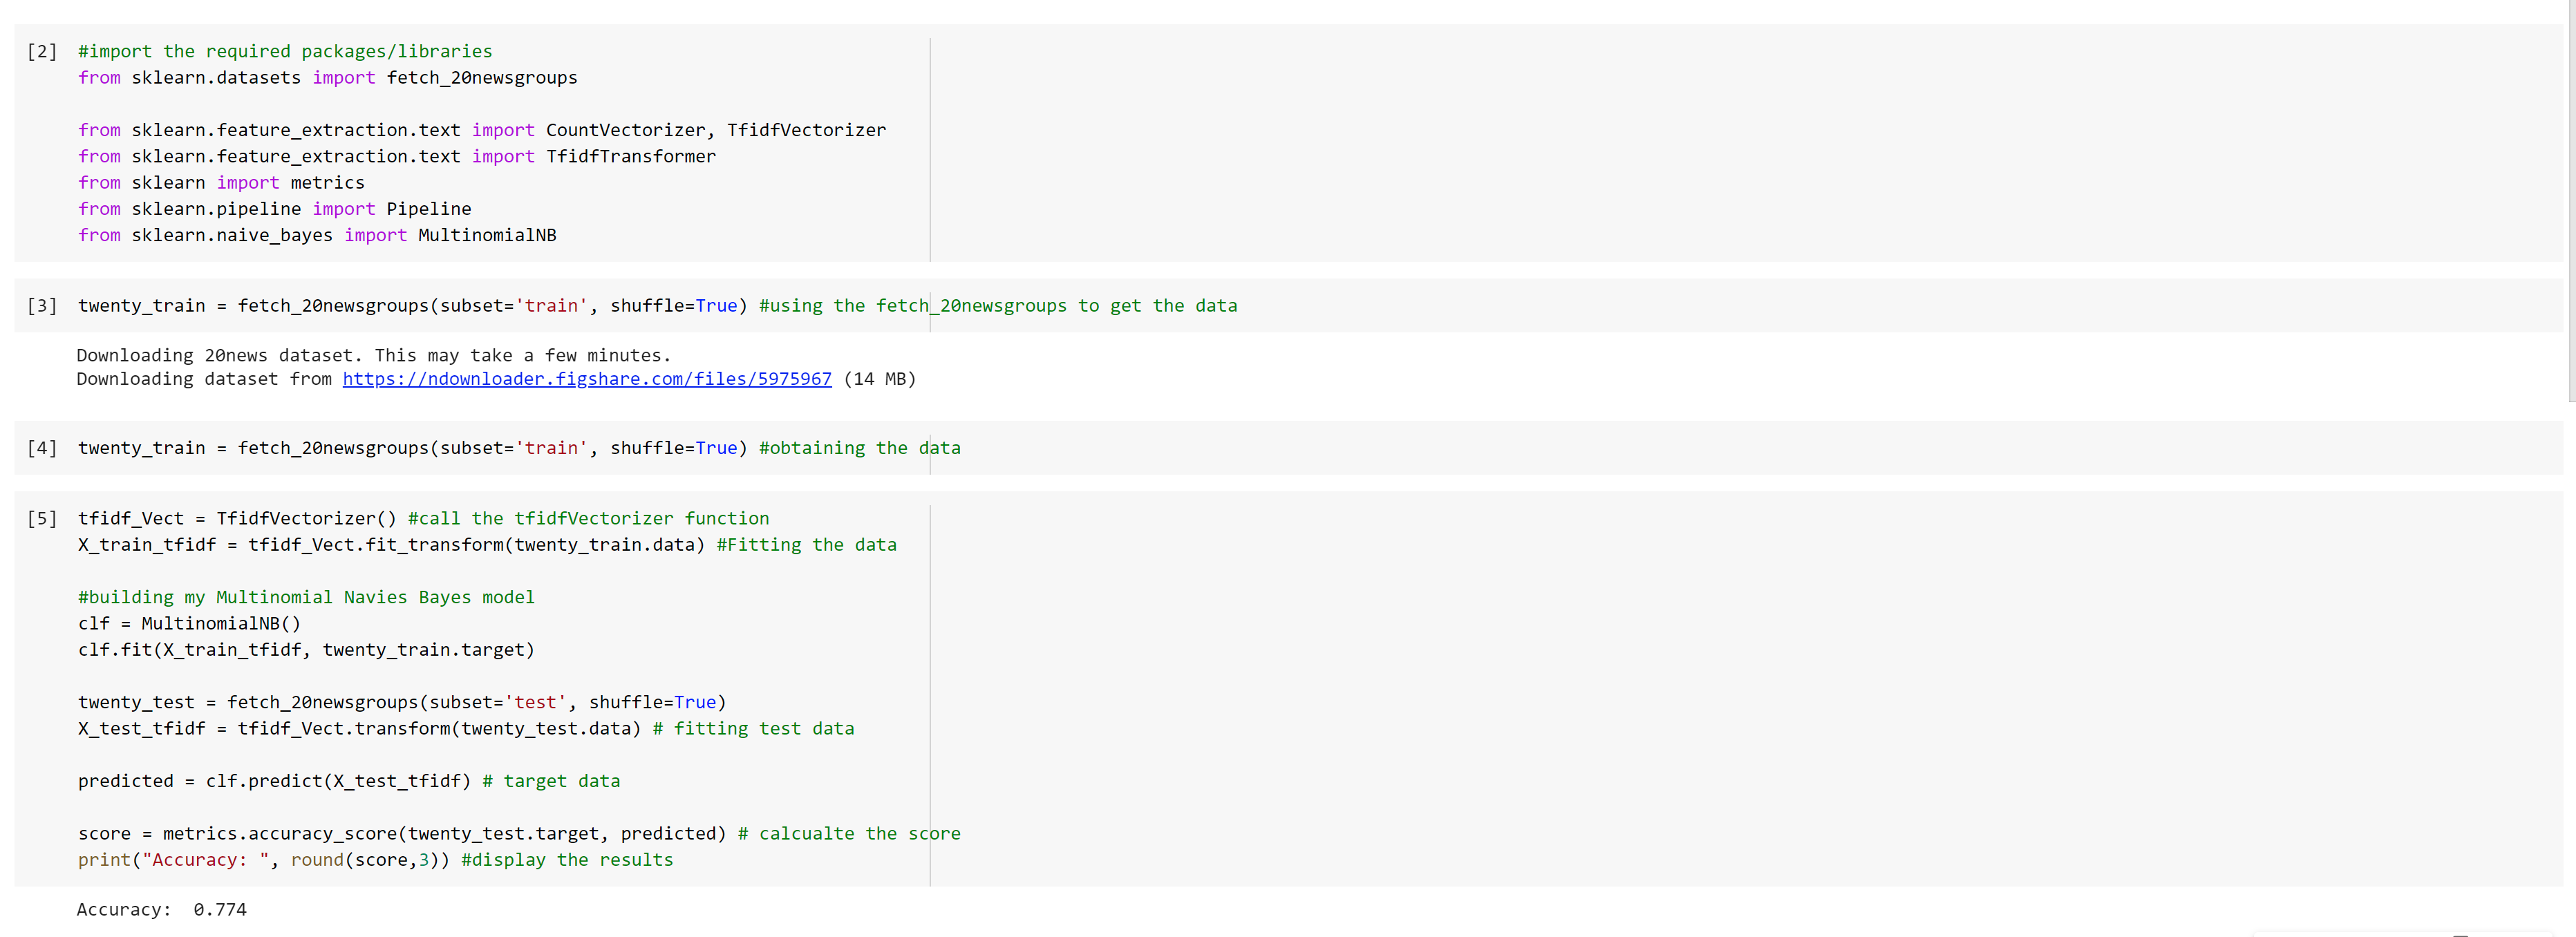 [2] #import the required packages/libraries
from sklearn.datasets import fetch_20newsgroups
from sklearn.feature_extraction.text import CountVectorizer, TfidfVectorizer
from sklearn.feature_extraction.text import TfidfTransformer
from sklearn import metrics
from sklearn.pipeline import Pipeline
from sklearn.naive_bayes import MultinomialNB
[3] twenty_train = fetch_20newsgroups(subset='train', shuffle=True) #using the fetch_20newsgroups to get the data
Downloading 20news dataset. This may take a few minutes.
Downloading dataset from https://ndownloader.figshare.com/files/5975967 (14 MB)
[4] twenty_train = fetch_20newsgroups(subset='train', shuffle=True) #obtaining the data
[5] tfidf_Vect = TfidfVectorizer() #call the tfidfVectorizer function
X_train_tfidf = tfidf_Vect.fit_transform(twenty_train.data) #Fitting the data
#building my Multinomial Navies Bayes model
clf = MultinomialNB()
clf.fit(X_train_tfidf, twenty_train.target)
twenty_test = fetch_20newsgroups(subset='test', shuffle=True)
X_test_tfidf = tfidf_Vect.transform(twenty_test.data) # fitting test data
predicted = clf.predict(X_test_tfidf) # target data
score = metrics.accuracy_score(twenty_test.target, predicted) # calcualte the score
print("Accuracy: ", round(score,3)) #display the results
Accuracy:  0.774